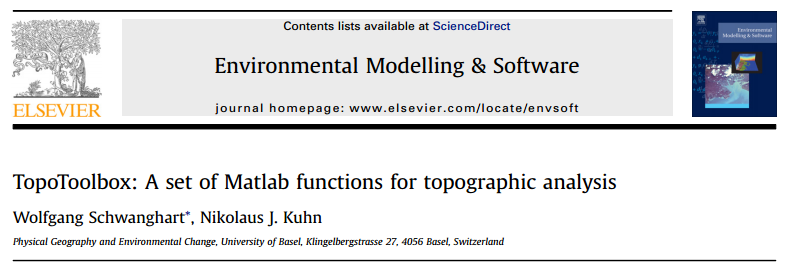 Contents lists available at ScienceDirect
Environmental Modelling & Software
journal homepage: www.elsevier.com/locate/envsoft
ELSEVIER
Environmental
Modelling & Software
TopoToolbox: A set of Matlab functions for topographic analysis
Wolfgang Schwanghart*, Nikolaus J. Kuhn
Physical Geography and Environmental Change, University of Basel, Klingelbergstrasse 27, 4056 Basel, Switzerland